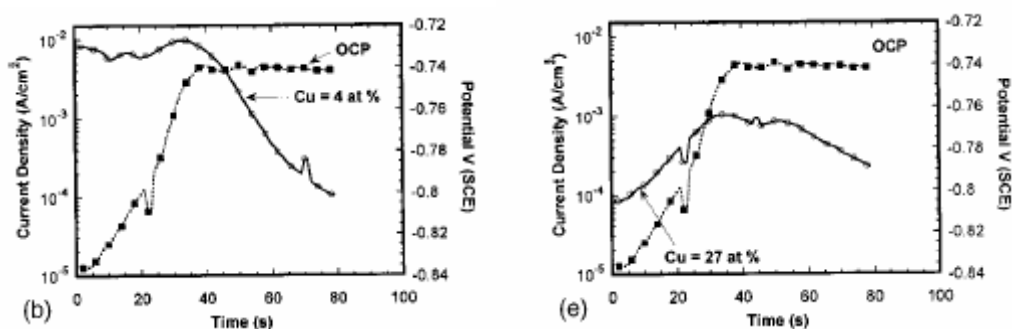 10⁻²
10⁻³
10⁻⁴
10⁻⁵
Current Density (A/cm²)
OCP
Cu = 4 at %
-0.72
-0.74
-0.76
-0.78
-0.8
-0.82
-0.84
Potential V (SCE)
0 20 40 60 80 100
Time (s)
(b)
10⁻²
10⁻³
10⁻⁴
10⁻⁵
Current Density (A/cm²)
OCP
Cu = 27 at %
-0.72
-0.74
-0.76
-0.78
-0.8
-0.82
-0.84
Potential V (SCE)
0 20 40 60 80 100
Time (s)
(e)